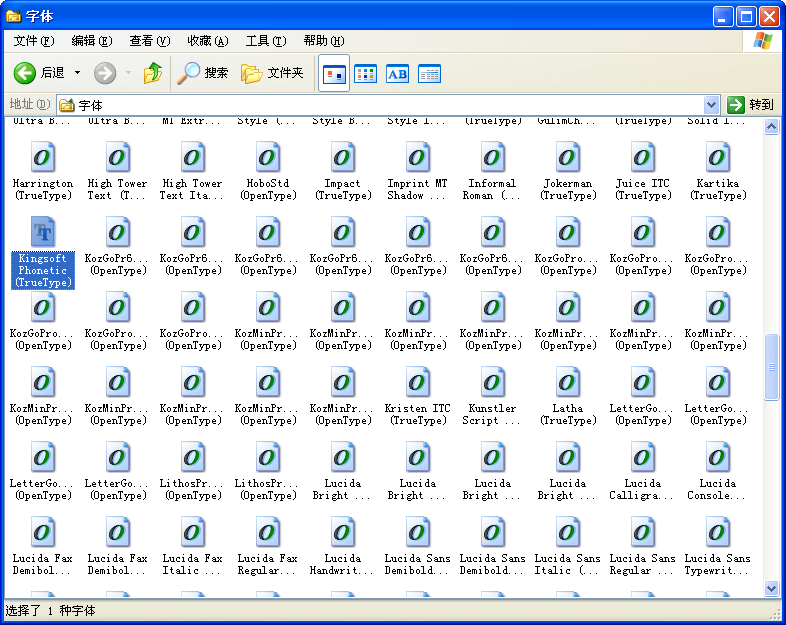 字体
文件(F) 编辑(E) 查看(V) 收藏(A) 工具(T) 帮助(H)
后退 搜索 文件夹
地址(D) 字体 转到
Ultra B... Ultra B... MT Extr... Style (... Style B... Style I... (TrueType) GulimCh... (TrueType) Solid I...
Harrington High Tower High Tower HoboStd Impact Imprint MT Informal Jokerman Juice ITC Kartika
(TrueType) Text (T... Text Ita... (OpenType) (TrueType) Shadow ... Roman (... (TrueType) (TrueType) (TrueType)
Kingsoft KozGoPr6... KozGoPr6... KozGoPr6... KozGoPr6... KozGoPr6... KozGoPr6... KozGoPro... KozGoPro... KozGoPro...
Phonetic (OpenType) (OpenType) (OpenType) (OpenType) (OpenType) (OpenType) (OpenType) (OpenType) (OpenType)
(TrueType)
KozGoPro... KozGoPro... KozGoPro... KozMinPr... KozMinPr... KozMinPr... KozMinPr... KozMinPr... KozMinPr... KozMinPr...
(OpenType) (OpenType) (OpenType) (OpenType) (OpenType) (OpenType) (OpenType) (OpenType) (OpenType) (OpenType)
KozMinPr... KozMinPr... KozMinPr... KozMinPr... KozMinPr... Kristen ITC Kunstler Latha LetterGo... LetterGo...
(OpenType) (OpenType) (OpenType) (OpenType) (OpenType) (TrueType) Script ... (TrueType) (OpenType) (OpenType)
LetterGo... LetterGo... LithosPr... LithosPr... Lucida Lucida Lucida Lucida Lucida Lucida
(OpenType) (OpenType) (OpenType) (OpenType) Bright ... Bright ... Bright ... Bright ... Calligra... Console...
Lucida Fax Lucida Fax Lucida Fax Lucida Fax Lucida Lucida Sans Lucida Sans Lucida Sans Lucida Sans Lucida Sans
Demibol... Demibol... Italic ... Regular... Handwrit... Demibold... Demibold... Italic (... Regular ... Typewrit...
选择了 1 种字体